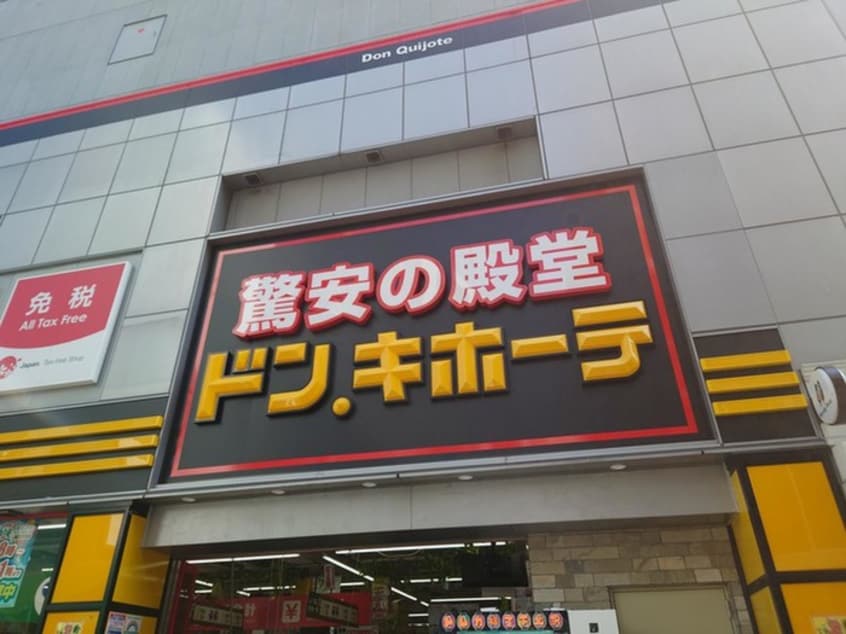 Don Quijote
驚安の殿堂
ドン.キホーテ
免税
All Tax Free
Japan. Tax-free Shop